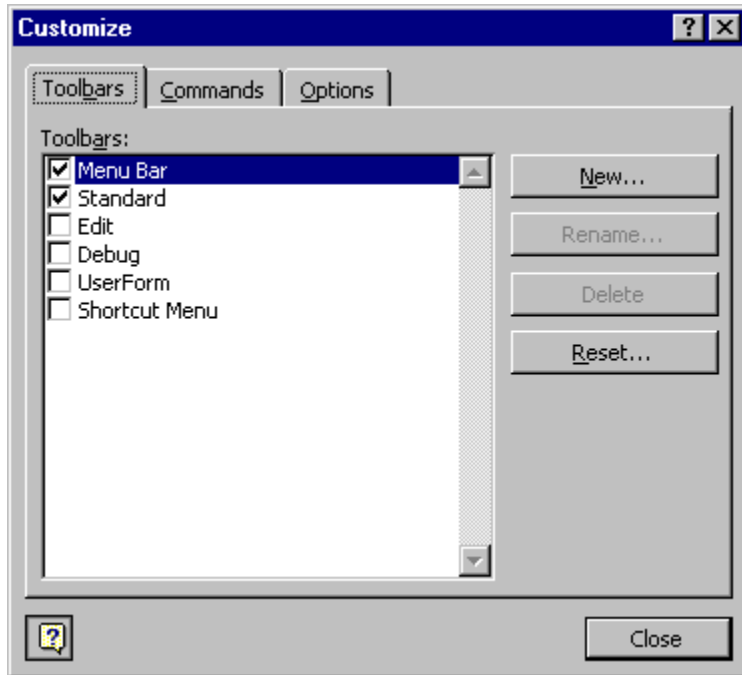 Customize
Toolbars Commands Options
Toolbars:
Menu Bar
Standard
Edit
Debug
UserForm
Shortcut Menu
New...
Rename...
Delete
Reset...
Close